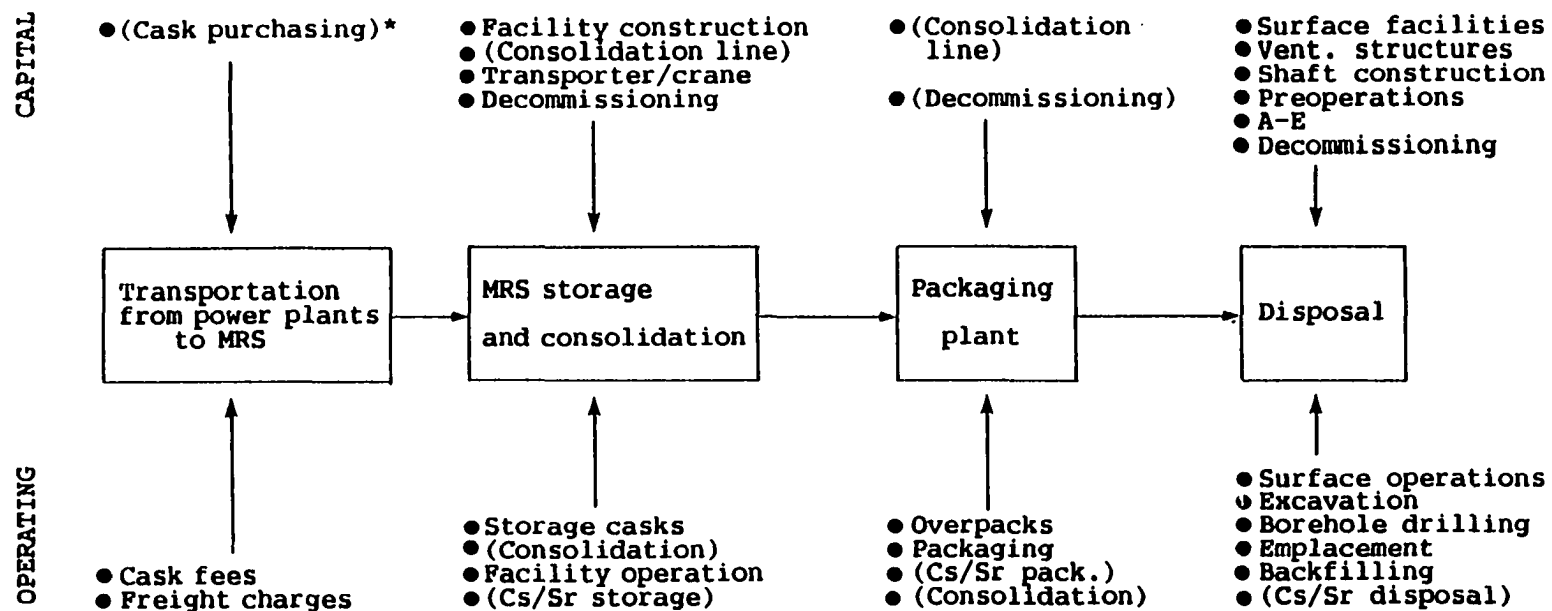 CAPITAL
● (Cask purchasing)*
● Facility construction
● (Consolidation line)
● Transporter/crane
● Decommissioning
● (Consolidation
line)
● (Decommissioning)
● Surface facilities
● Vent. structures
● Shaft construction
● Preoperations
● A-E
● Decommissioning
Transportation
from power plants
to MRS
MRS storage
and consolidation
Packaging
plant
Disposal
OPERATING
● Cask fees
● Freight charges
● Storage casks
● (Consolidation)
● Facility operation
● (Cs/Sr storage)
● Overpacks
● Packaging
● (Cs/Sr pack.)
● (Consolidation)
● Surface operations
● Excavation
● Borehole drilling
● Emplacement
● Backfilling
● (Cs/Sr disposal)